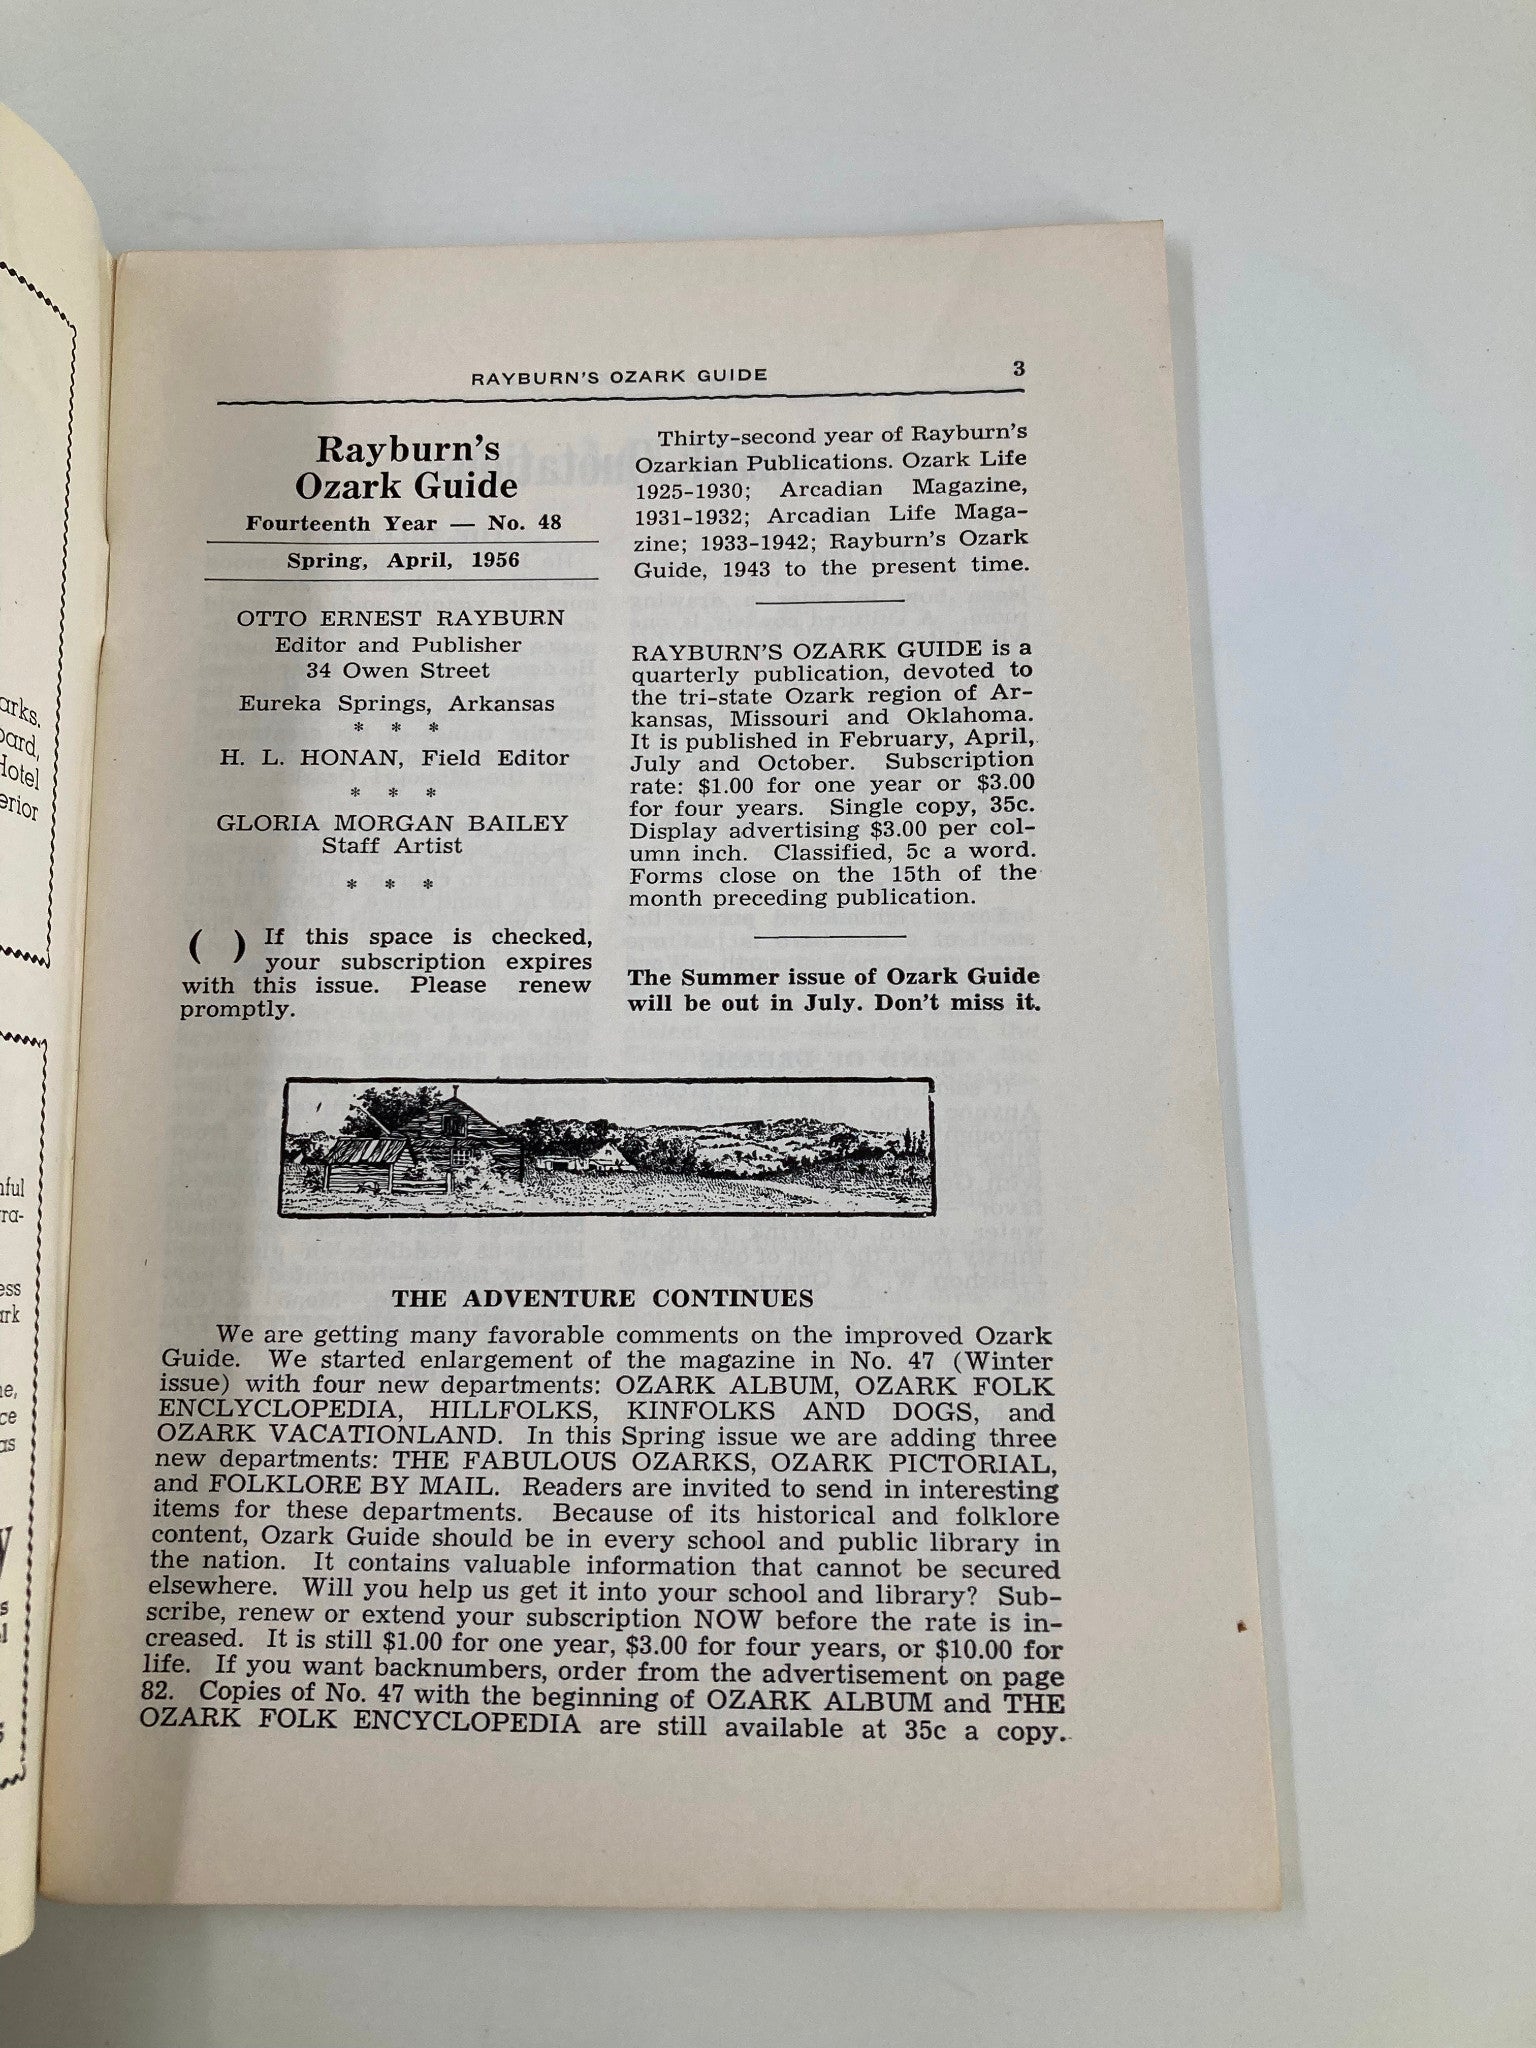 RAYBURN'S OZARK GUIDE
3
Rayburn's
Ozark Guide
Fourteenth Year — No. 48
Spring, April, 1956
OTTO ERNEST RAYBURN
Editor and Publisher
34 Owen Street
Eureka Springs, Arkansas
* * *
H. L. HONAN, Field Editor
* * *
GLORIA MORGAN BAILEY
Staff Artist
* * *
( ) If this space is checked,
your subscription expires
with this issue. Please renew
promptly.
Thirty-second year of Rayburn's
Ozarkian Publications. Ozark Life
1925-1930; Arcadian Magazine,
1931-1932; Arcadian Life Maga-
zine; 1933-1942; Rayburn's Ozark
Guide, 1943 to the present time.
RAYBURN'S OZARK GUIDE is a
quarterly publication, devoted to
the tri-state Ozark region of Ar-
kansas, Missouri and Oklahoma.
It is published in February, April,
July and October. Subscription
rate: $1.00 for one year or $3.00
for four years. Single copy, 35c.
Display advertising $3.00 per col-
umn inch. Classified, 5c a word.
Forms close on the 15th of the
month preceding publication.
The Summer issue of Ozark Guide
will be out in July. Don't miss it.
THE ADVENTURE CONTINUES
We are getting many favorable comments on the improved Ozark
Guide. We started enlargement of the magazine in No. 47 (Winter
issue) with four new departments: OZARK ALBUM, OZARK FOLK
ENCLYCLOPEDIA, HILLFOLKS, KINFOLKS AND DOGS, and
OZARK VACATIONLAND. In this Spring issue we are adding three
new departments: THE FABULOUS OZARKS, OZARK PICTORIAL,
and FOLKLORE BY MAIL. Readers are invited to send in interesting
items for these departments. Because of its historical and folklore
content, Ozark Guide should be in every school and public library in
the nation. It contains valuable information that cannot be secured
elsewhere. Will you help us get it into your school and library? Sub-
scribe, renew or extend your subscription NOW before the rate is in-
creased. It is still $1.00 for one year, $3.00 for four years, or $10.00 for
life. If you want backnumbers, order from the advertisement on page
82. Copies of No. 47 with the beginning of OZARK ALBUM and THE
OZARK FOLK ENCYCLOPEDIA are still available at 35c a copy.